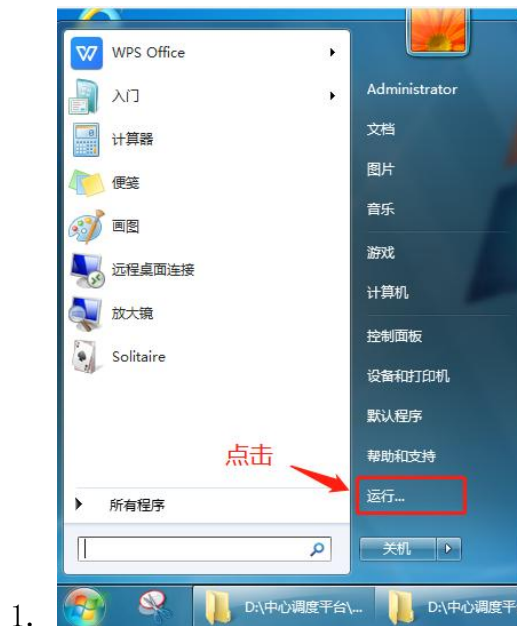 WPS Office
入门
计算器
便笺
画图
远程桌面连接
放大镜
Solitaire
所有程序
Administrator
文档
图片
音乐
游戏
计算机
控制面板
设备和打印机
默认程序
帮助和支持
点击
运行...
关机
D:\中心调度平台\...
D:\中心调度平
1.